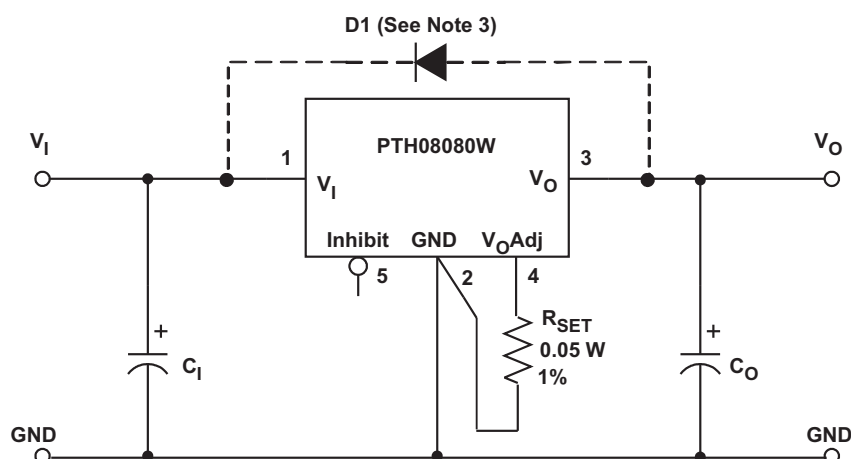 D1 (See Note 3)
VI
1
PTH08080W
3
VO
VI
VO
Inhibit
GND
VOAdj
5
2
4
RSET
0.05 W
1%
+
CI
+
CO
GND
GND